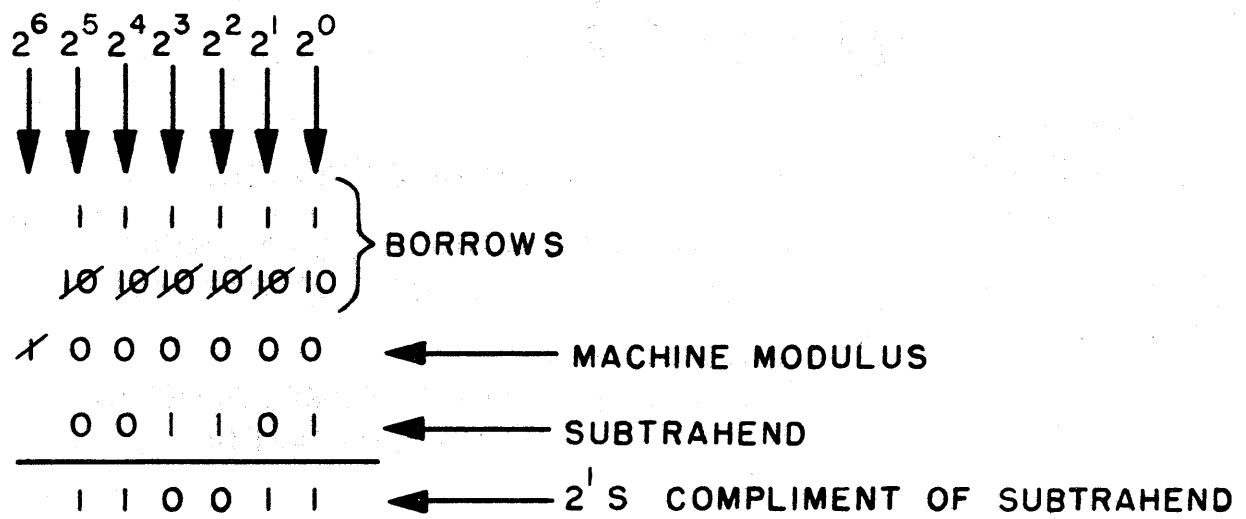 2⁶ 2⁵ 2⁴ 2³ 2² 2¹ 2⁰
1 1 1 1 1 1
BORROWS
10 10 10 10 10 10
1 0 0 0 0 0 0 MACHINE MODULUS
0 0 1 1 0 1 SUBTRAHEND
1 1 0 0 1 1 2'S COMPLIMENT OF SUBTRAHEND